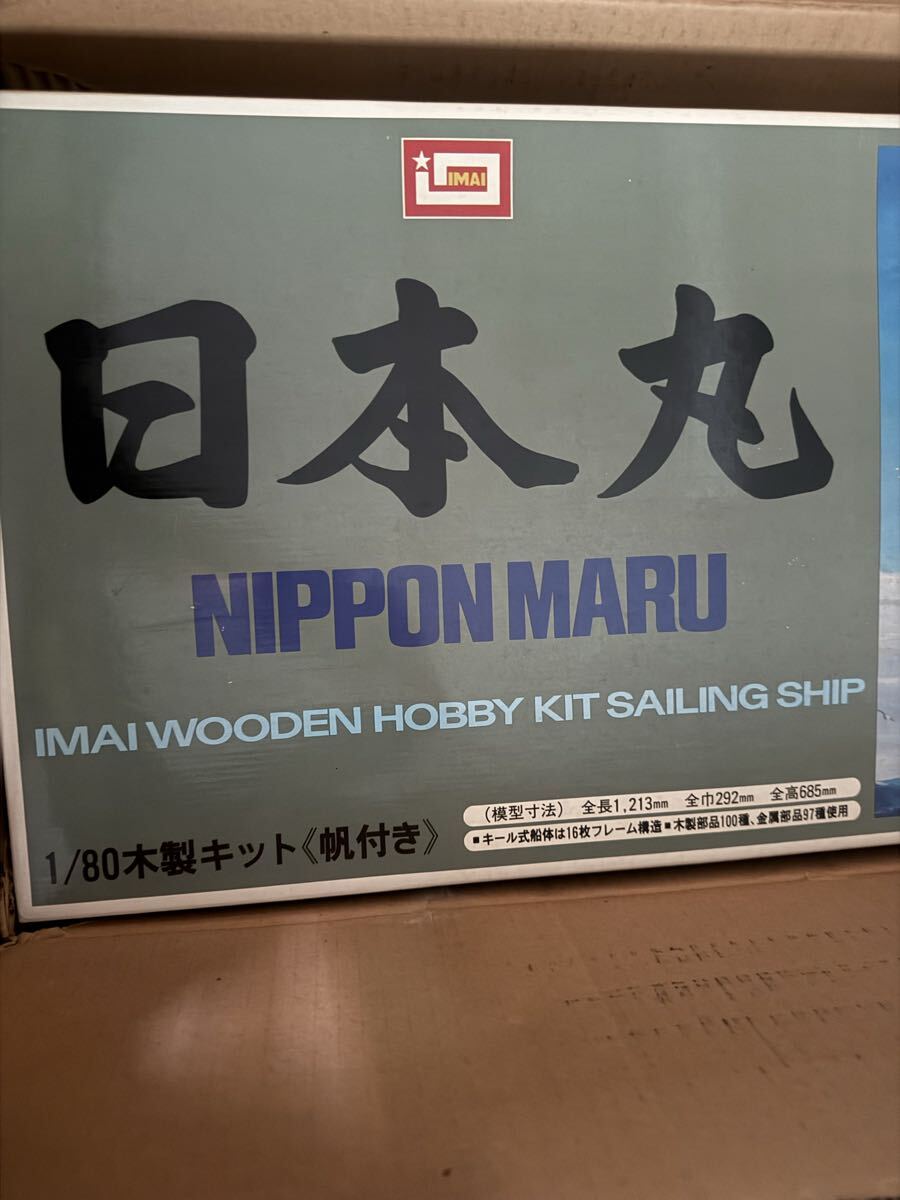 IMAI
日本丸
NIPPON MARU
IMAI WOODEN HOBBY KIT SAILING SHIP
1/80木製キット《帆付き》
(模型寸法) 全長1,213mm 全巾292mm 全高685mm
■キール式船体は16枚フレーム構造■木製部品100種、金属部品97種使用